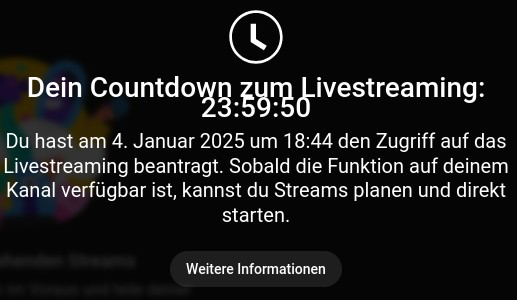 Dein Countdown zum Livestreaming:
23:59:50
Du hast am 4. Januar 2025 um 18:44 den Zugriff auf das
Livestreaming beantragt. Sobald die Funktion auf deinem
Kanal verfügbar ist, kannst du Streams planen und direkt
starten.
Weitere Informationen